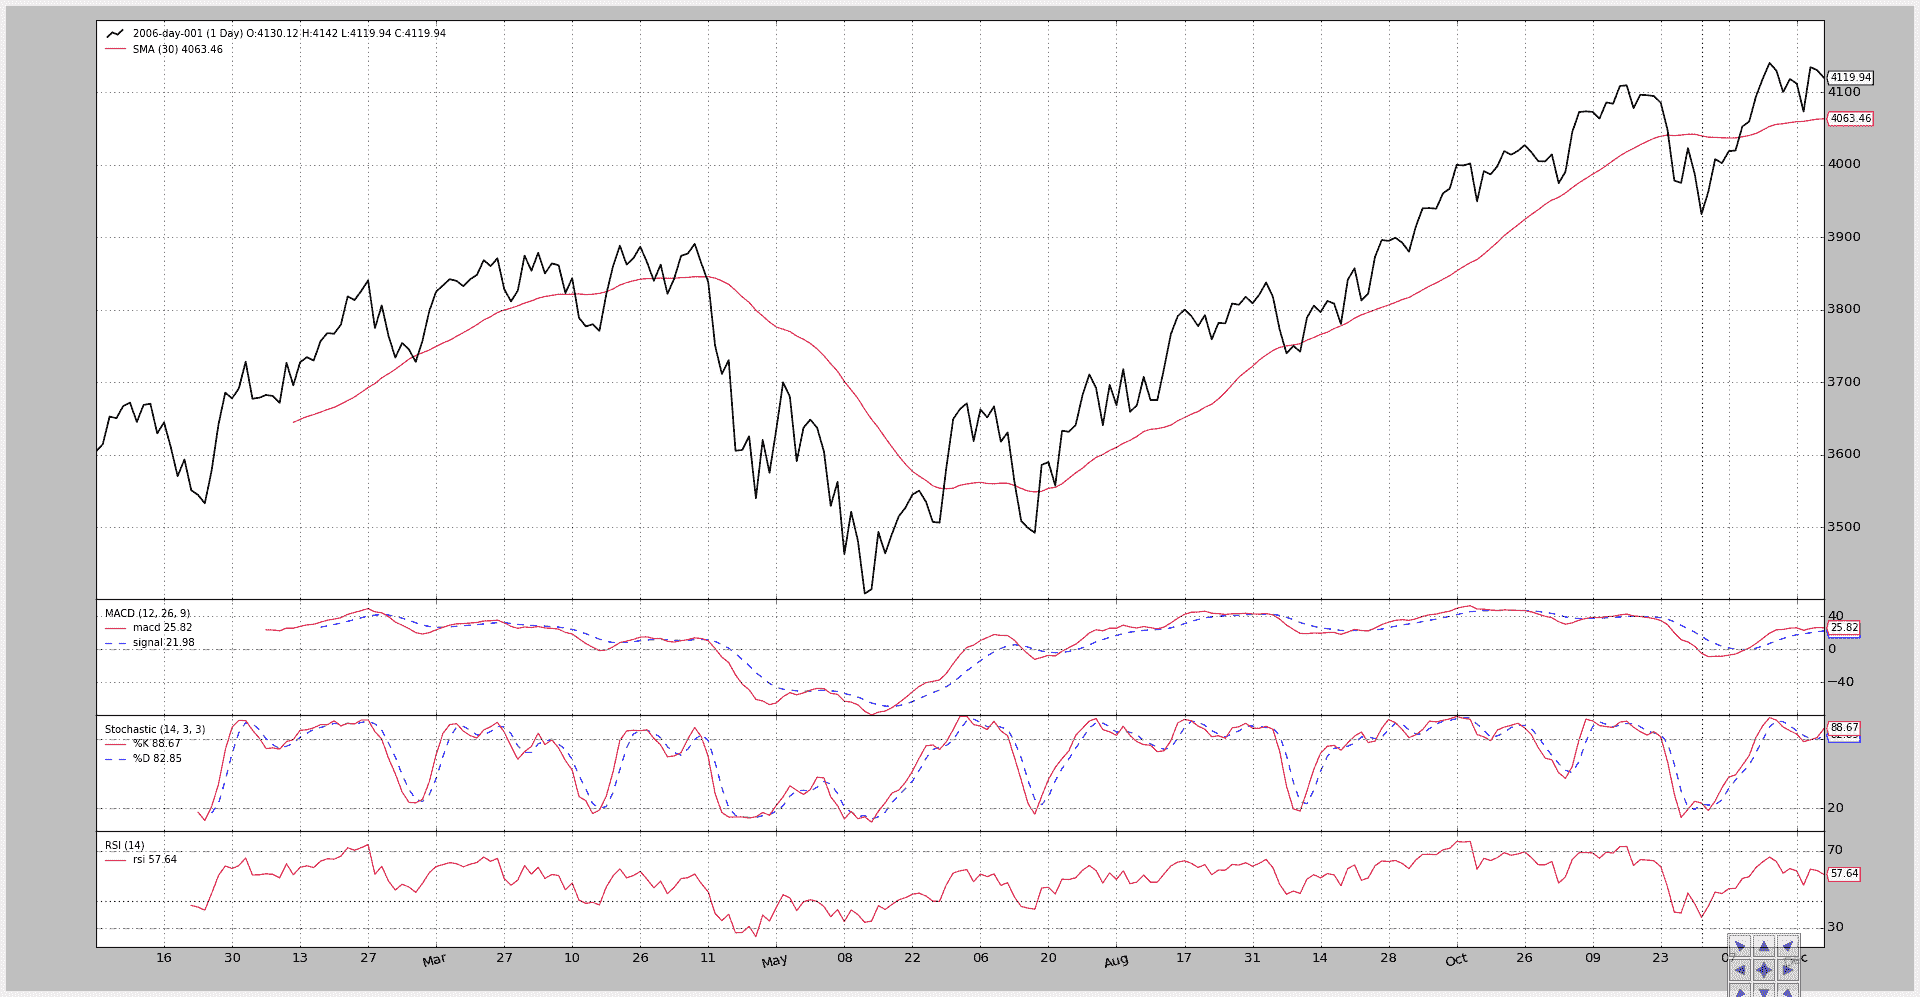 2006-day-001 (1 Day) O:4130.12 H:4142 L:4119.94 C:4119.94
SMA (30) 4063.46
4119.94
4100
4063.46
4000
3900
3800
3700
3600
3500
MACD (12, 26, 9)
macd 25.82
signal 21.98
40
25.82
0
−40
Stochastic (14, 3, 3)
%K 88.67
%D 82.85
88.67
20
RSI (14)
rsi 57.64
70
57.64
30
16 30 13 27 Mar 27 10 26 11 May 08 22 06 20 Aug 17 31 14 28 Oct 26 09 23